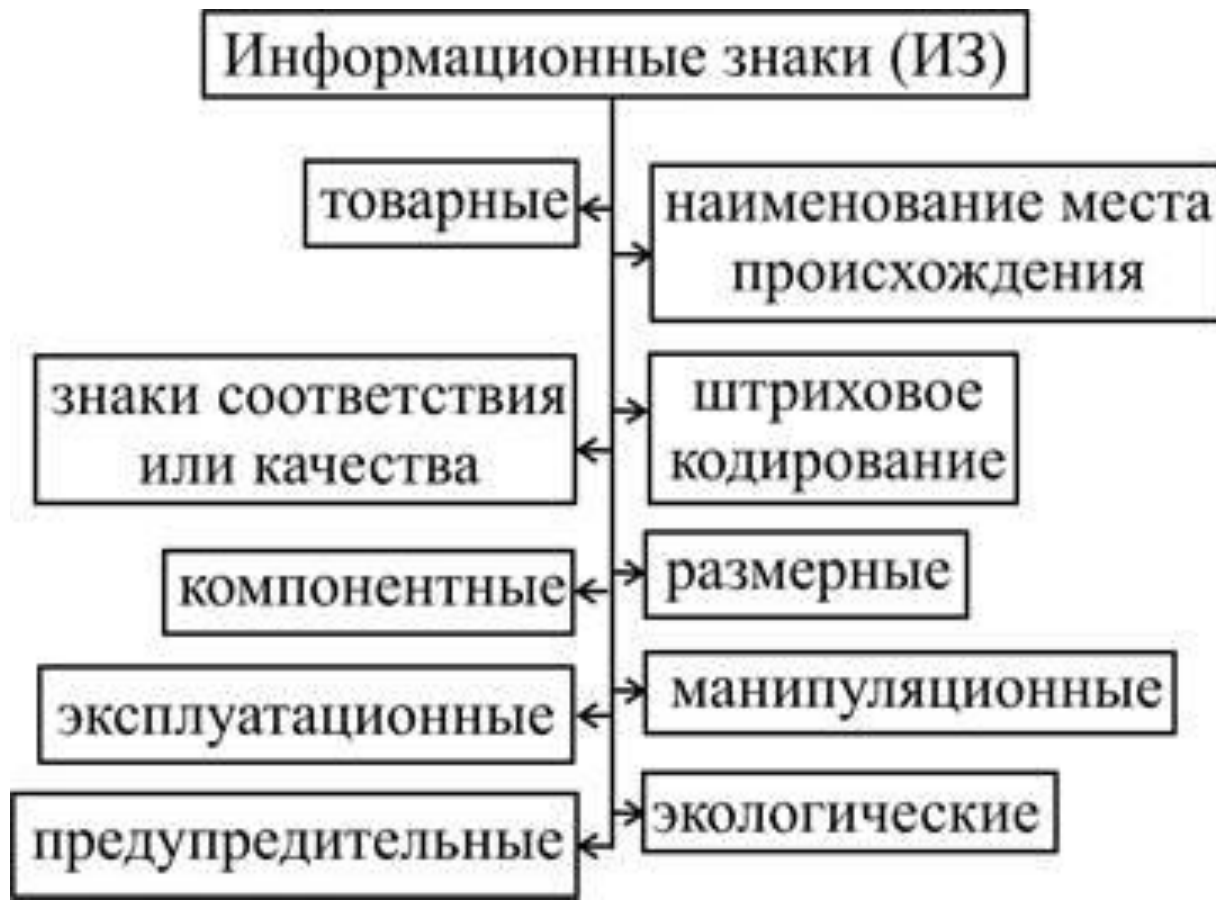 Информационные знаки (ИЗ)
товарные
наименование места
происхождения
знаки соответствия
или качества
штриховое
кодирование
компонентные
размерные
эксплуатационные
манипуляционные
предупредительные
экологические